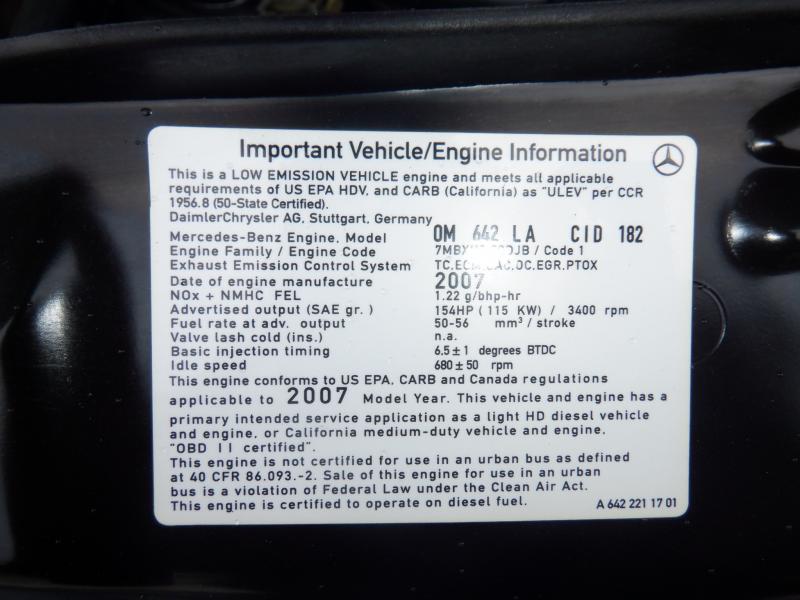 Important Vehicle/Engine Information
This is a LOW EMISSION VEHICLE engine and meets all applicable
requirements of US EPA HDV, and CARB (California) as "ULEV" per CCR
1956.8 (50-State Certified).
DaimlerChrysler AG, Stuttgart, Germany
Mercedes-Benz Engine, Model OM 642 LA CID 182
Engine Family / Engine Code / Code 1
Exhaust Emission Control System TC.ECM.CAC.OC.EGR.PTOX
Date of engine manufacture 2007
NOx + NMHC FEL 1.22 g/bhp-hr
Advertised output (SAE gr. ) 154HP ( 115 KW) / 3400 rpm
Fuel rate at adv. output 50-56 mm³ / stroke
Valve lash cold (ins.) n.a.
Basic injection timing 6.5 ± 1 degrees BTDC
Idle speed 680 ± 50 rpm
This engine conforms to US EPA, CARB and Canada regulations
applicable to 2007 Model Year. This vehicle and engine has a
primary intended service application as a light HD diesel vehicle
and engine, or California medium-duty vehicle and engine.
"OBD II certified".
This engine is not certified for use in an urban bus as defined
at 40 CFR 86.093.-2. Sale of this engine for use in an urban
bus is a violation of Federal Law under the Clean Air Act.
This engine is certified to operate on diesel fuel.
A 642 221 17 01